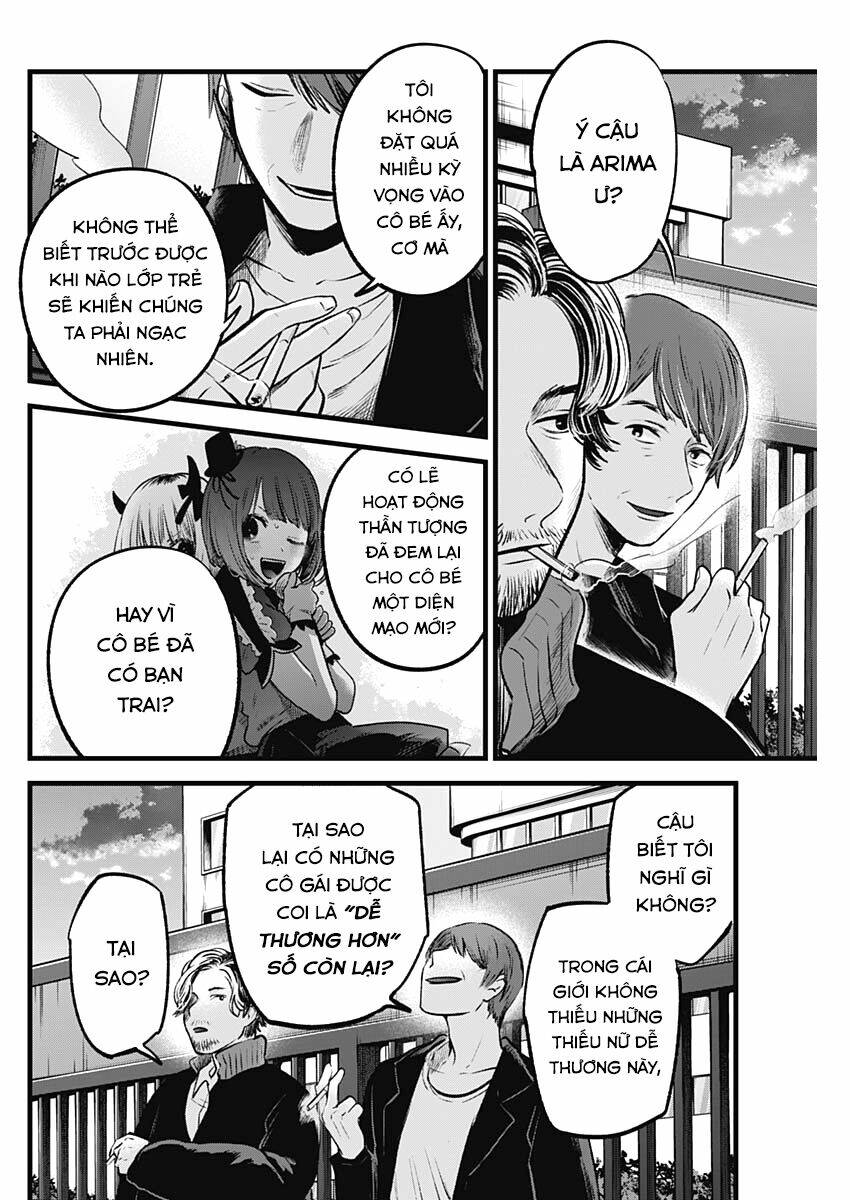 Ý CẬU
LÀ ARIMA
Ư?
TÔI
KHÔNG
ĐẶT QUÁ
NHIỀU KỲ
VỌNG VÀO
CÔ BÉ ẤY,
CƠ MÀ
KHÔNG THỂ
BIẾT TRƯỚC ĐƯỢC
KHI NÀO LỚP TRẺ
SẼ KHIẾN CHÚNG
TA PHẢI NGẠC
NHIÊN.
CÓ LẼ
HOẠT ĐỘNG
THẦN TƯỢNG
ĐÃ ĐEM LẠI
CHO CÔ BÉ
MỘT DIỆN
MẠO MỚI?
HAY VÌ
CÔ BÉ ĐÃ
CÓ BẠN
TRAI?
CẬU
BIẾT TÔI
NGHĨ GÌ
KHÔNG?
TRONG CÁI
GIỚI KHÔNG
THIẾU NHỮNG
THIẾU NỮ DỄ
THƯƠNG NÀY,
TẠI SAO
LẠI CÓ NHỮNG
CÔ GÁI ĐƯỢC
COI LÀ "DỄ
THƯƠNG HƠN"
SỐ CÒN LẠI?
TẠI
SAO?